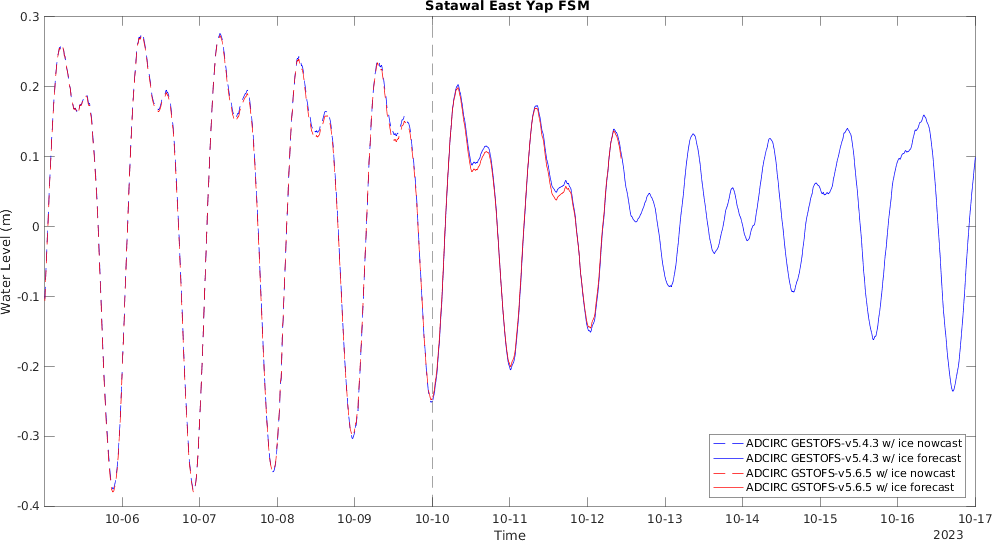 Satawal East Yap FSM
0.3
0.2
0.1
0
-0.1
-0.2
-0.3
-0.4
Water Level (m)
ADCIRC GESTOFS-v5.4.3 w/ ice nowcast
ADCIRC GESTOFS-v5.4.3 w/ ice forecast
ADCIRC GSTOFS-v5.6.5 w/ ice nowcast
ADCIRC GSTOFS-v5.6.5 w/ ice forecast
10-06 10-07 10-08 10-09 10-10 10-11 10-12 10-13 10-14 10-15 10-16 10-17
Time
2023